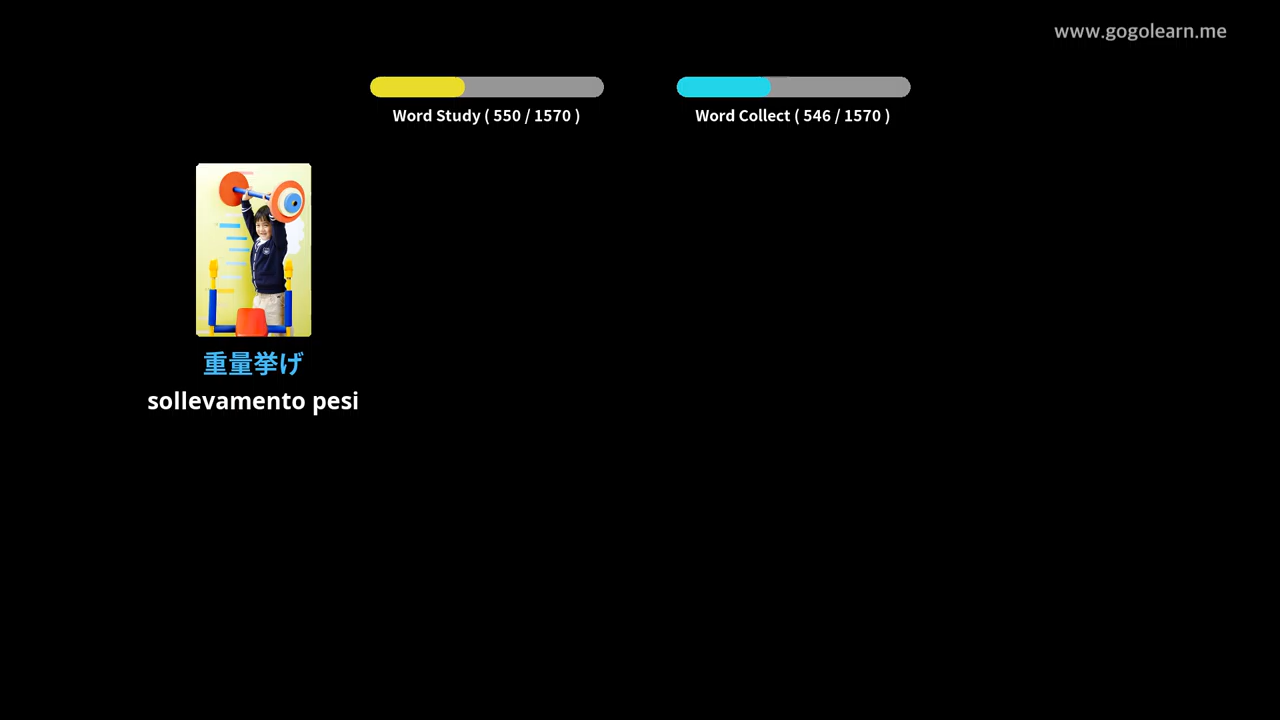 www.gogolearn.me
Word Study ( 550 / 1570 )
Word Collect ( 546 / 1570 )
重量挙げ
sollevamento pesi